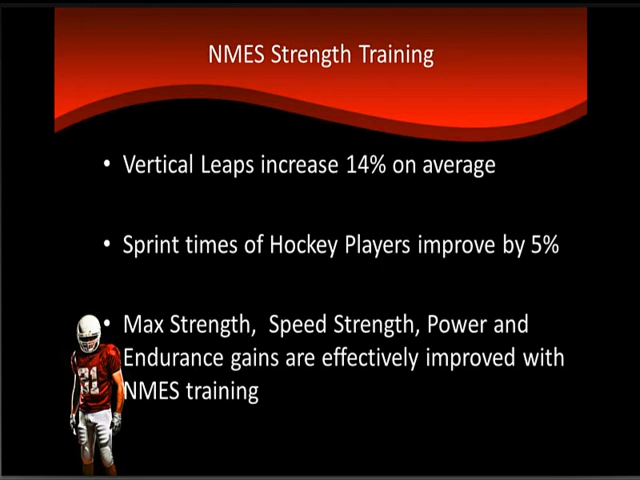 NMES Strength Training
• Vertical Leaps increase 14% on average
• Sprint times of Hockey Players improve by 5%
• Max Strength,  Speed Strength, Power and
Endurance gains are effectively improved with
NMES training
21